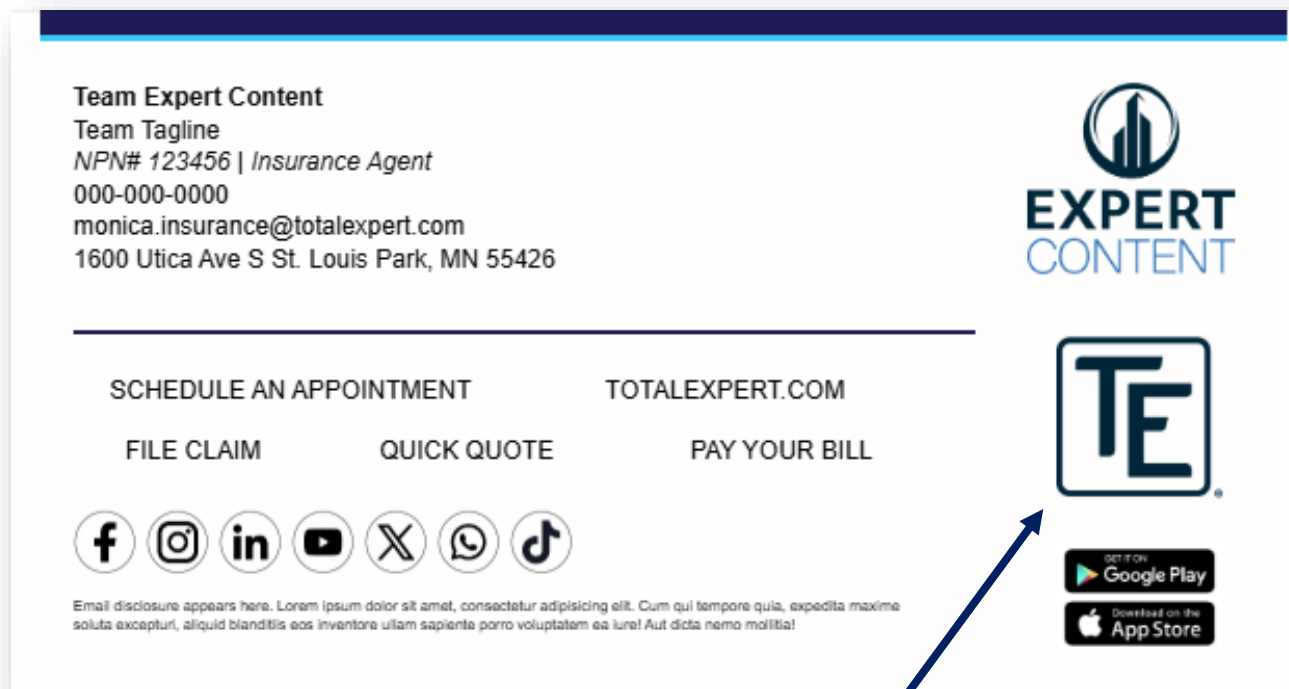 Team Expert Content
Team Tagline
NPN# 123456 | Insurance Agent
000-000-0000
monica.insurance@totalexpert.com
1600 Utica Ave S St. Louis Park, MN 55426
EXPERT
CONTENT
SCHEDULE AN APPOINTMENT TOTALEXPERT.COM
FILE CLAIM QUICK QUOTE PAY YOUR BILL
TE
Email disclosure appears here. Lorem ipsum dolor sit amet, consectetur adipisicing elit. Cum qui tempore quia, expedita maxime
soluta excepturi, aliquid blanditiis eos inventore ullam sapiente porro voluptatem ea iure! Aut dicta nemo mollitia!
GET IT ON
Google Play
Download on the
App Store